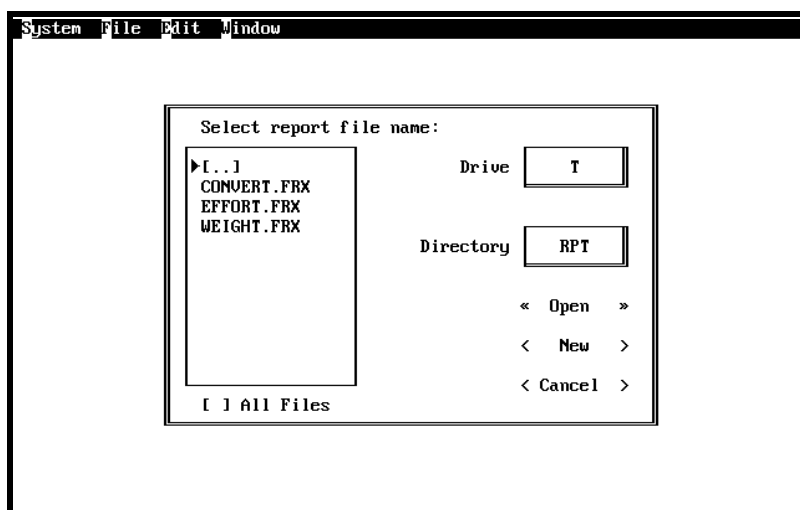 System File Edit Window
Select report file name:
►[..]
CONVERT.FRX
EFFORT.FRX
WEIGHT.FRX
Drive T
Directory RPT
« Open »
< New >
< Cancel >
[ ] All Files